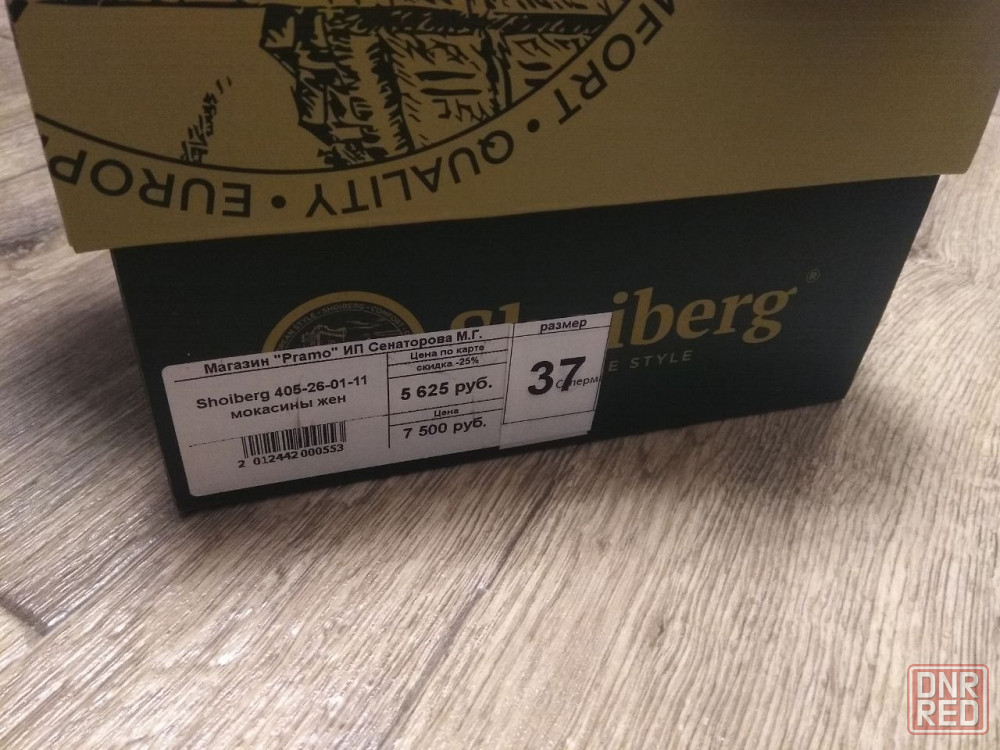 FORT • QUALITY • EUROP
Shoiberg®
STYLE
Магазин "Pramo" ИП Сенаторова М.Г.
Shoiberg 405-26-01-11
мокасины жен
2 012442 000553
Цена по карте
скидка -25%
5 625 руб.
Цена
7 500 руб.
размер
37
DNR
RED